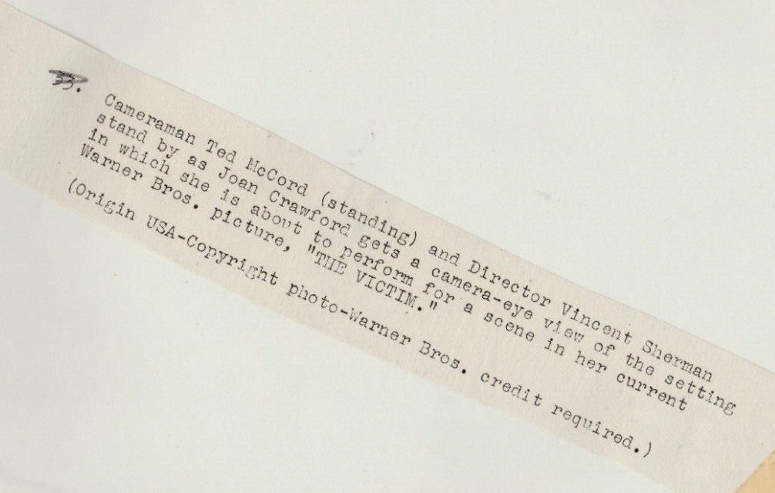 33.
Cameraman Ted McCord (standing) and Director Vincent Sherman
stand by as Joan Crawford gets a camera-eye view of the setting
in which she is about to perform for a scene in her current
Warner Bros. picture, "THE VICTIM."
(Origin USA-Copyright photo-Warner Bros. credit required.)